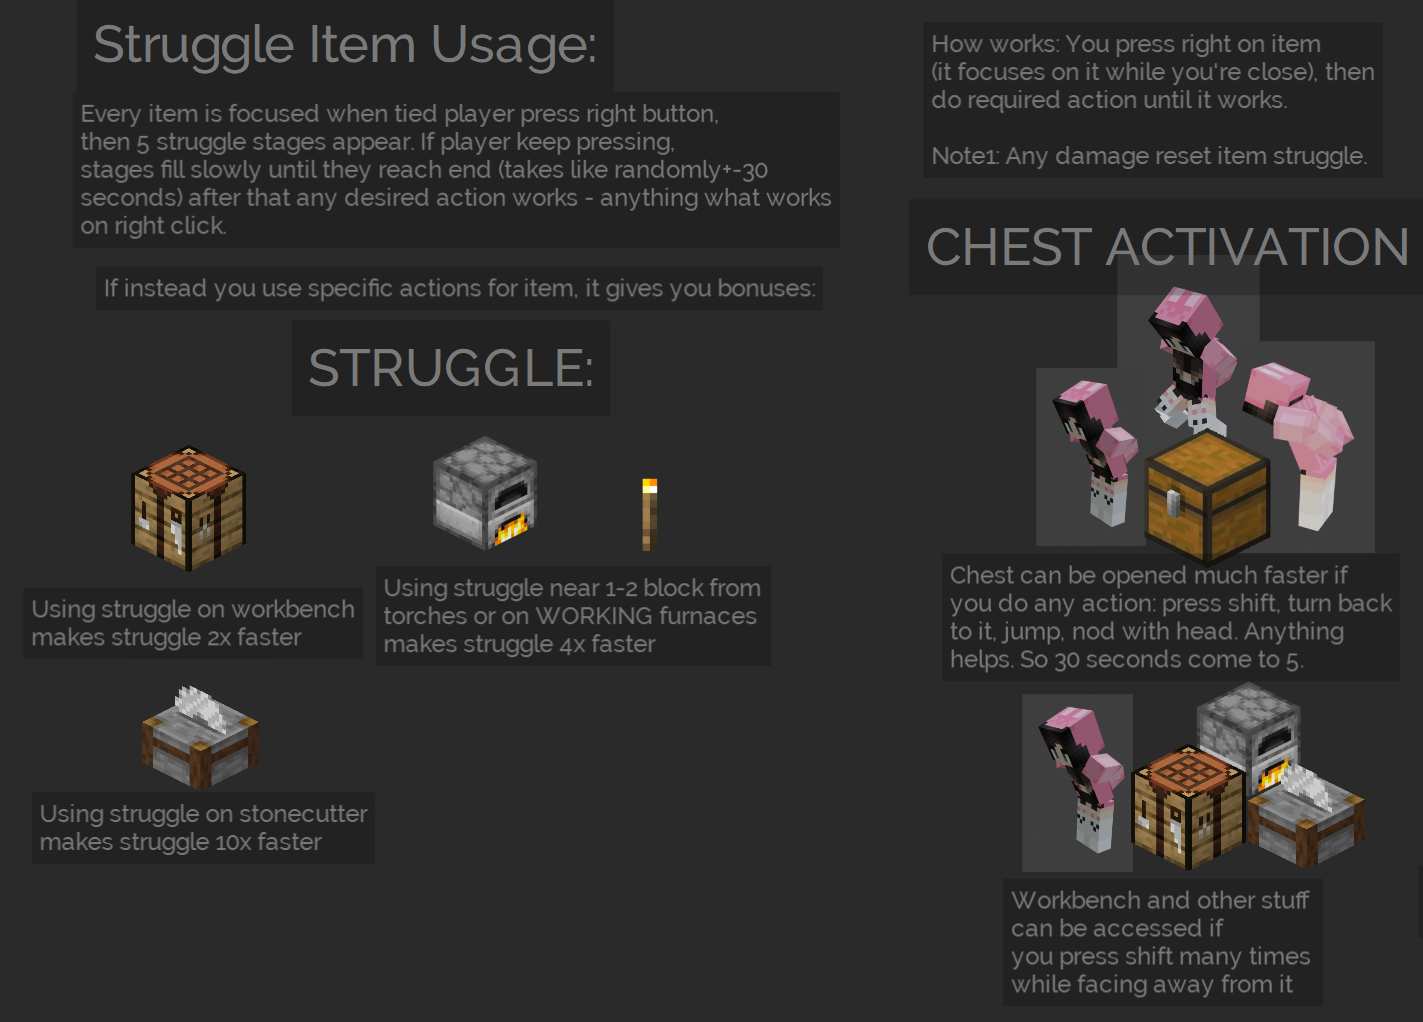 Struggle Item Usage:
Every item is focused when tied player press right button,
then 5 struggle stages appear. If player keep pressing,
stages fill slowly until they reach end (takes like randomly+-30
seconds) after that any desired action works - anything what works
on right click.
If instead you use specific actions for item, it gives you bonuses:
STRUGGLE:
Using struggle on workbench
makes struggle 2x faster
Using struggle near 1-2 block from
torches or on WORKING furnaces
makes struggle 4x faster
Using struggle on stonecutter
makes struggle 10x faster
How works: You press right on item
(it focuses on it while you're close), then
do required action until it works.
Note1: Any damage reset item struggle.
CHEST ACTIVATION
Chest can be opened much faster if
you do any action: press shift, turn back
to it, jump, nod with head. Anything
helps. So 30 seconds come to 5.
Workbench and other stuff
can be accessed if
you press shift many times
while facing away from it